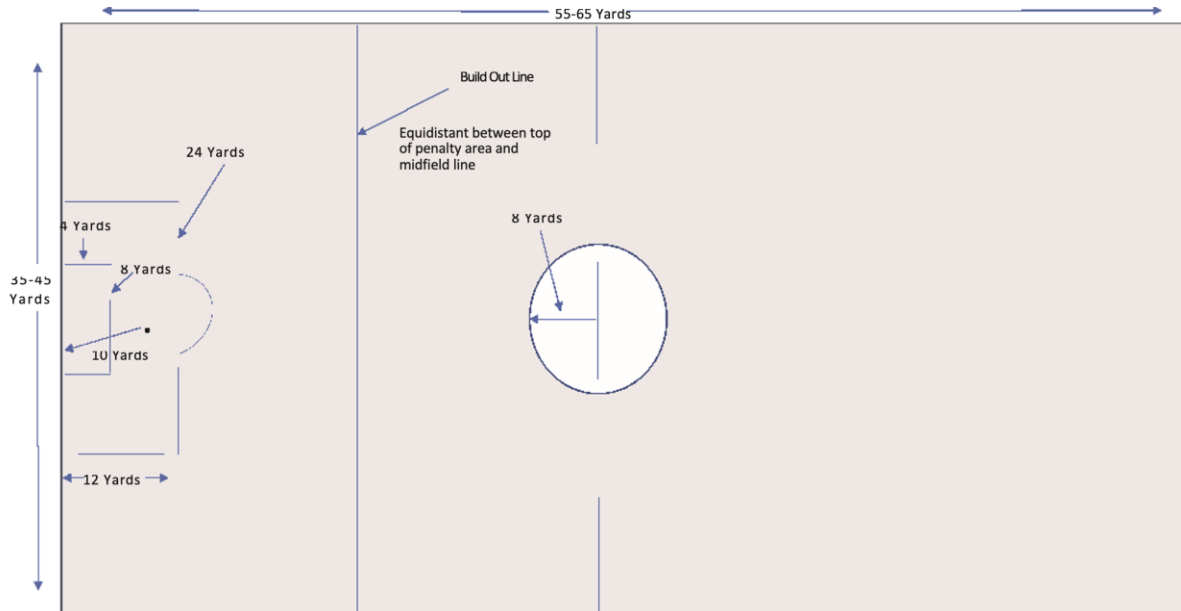 55-65 Yards
Build Out Line
Equidistant between top
of penalty area and
midfield line
24 Yards
8 Yards
4 Yards
8 Yards
35-45
Yards
10 Yards
12 Yards